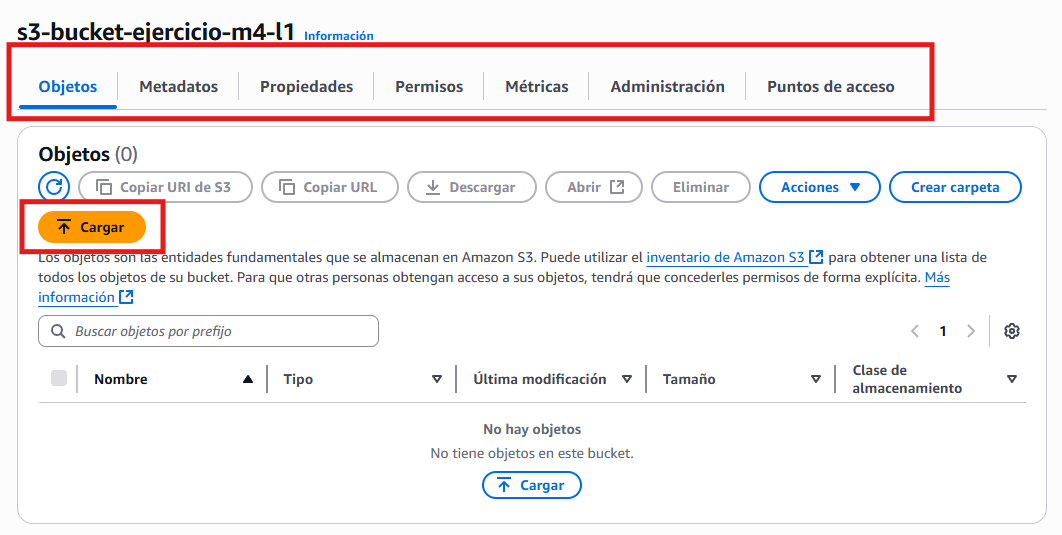 s3-bucket-ejercicio-m4-l1 Información
Objetos Metadatos Propiedades Permisos Métricas Administración Puntos de acceso
Objetos (0)
Copiar URI de S3 Copiar URL Descargar Abrir Eliminar Acciones Crear carpeta
Cargar
Los objetos son las entidades fundamentales que se almacenan en Amazon S3. Puede utilizar el inventario de Amazon S3 para obtener una lista de
todos los objetos de su bucket. Para que otras personas obtengan acceso a sus objetos, tendrá que concederles permisos de forma explícita. Más
información
Buscar objetos por prefijo
1
Nombre Tipo Última modificación Tamaño Clase de
almacenamiento
No hay objetos
No tiene objetos en este bucket.
Cargar